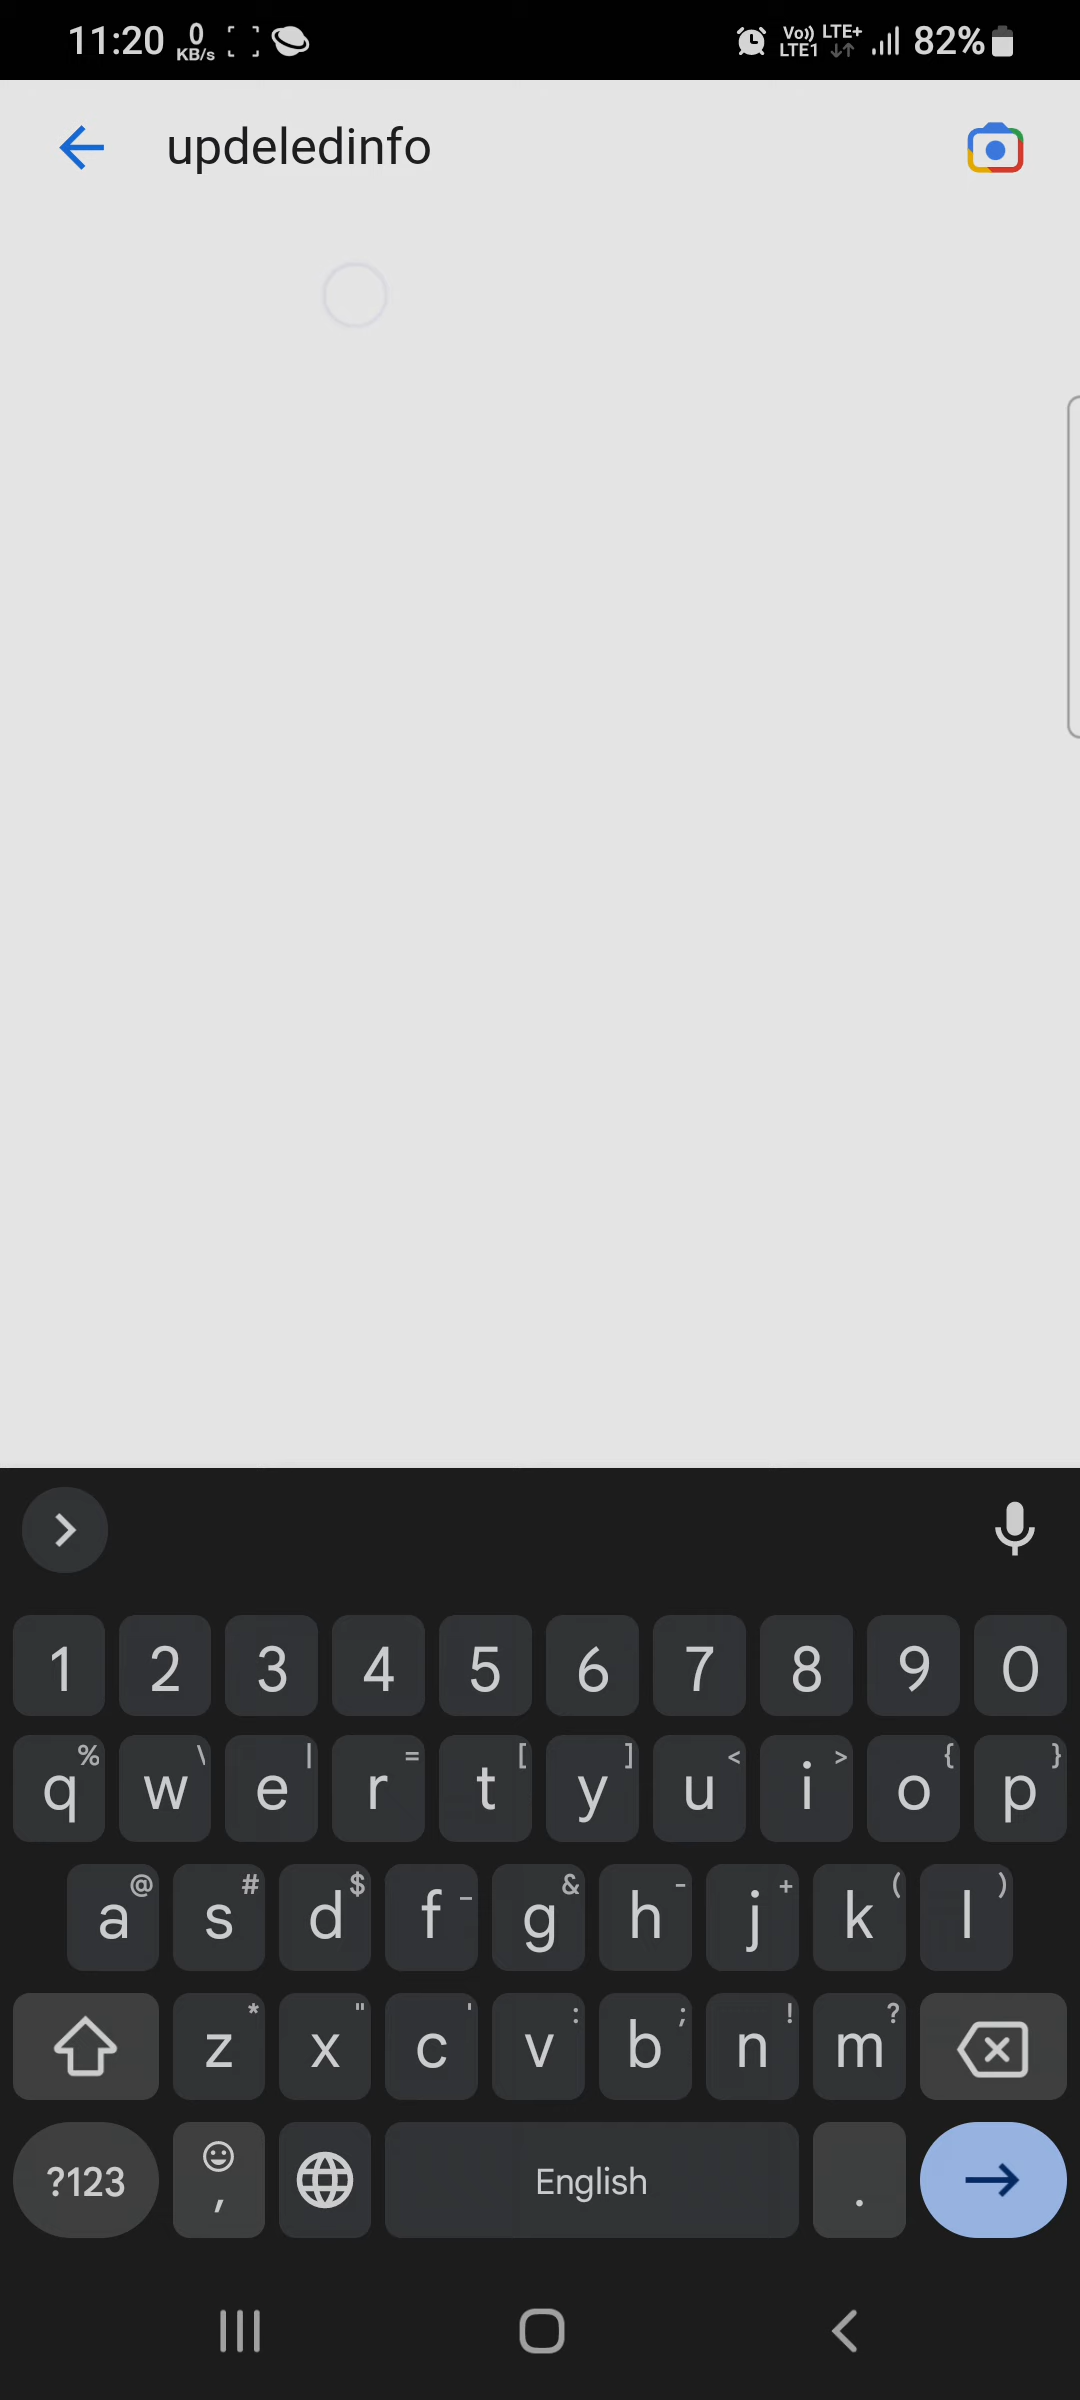 11:20 0 KB/s Vo)) LTE1 LTE+ 82%
updeledinfo
1 2 3 4 5 6 7 8 9 0
q% w\ e| r= t[ y] u< i> o{ p}
a@ s# d$ f_ g& h- j+ k( l)
z* x" c' v: b; n! m?
?123 , English .